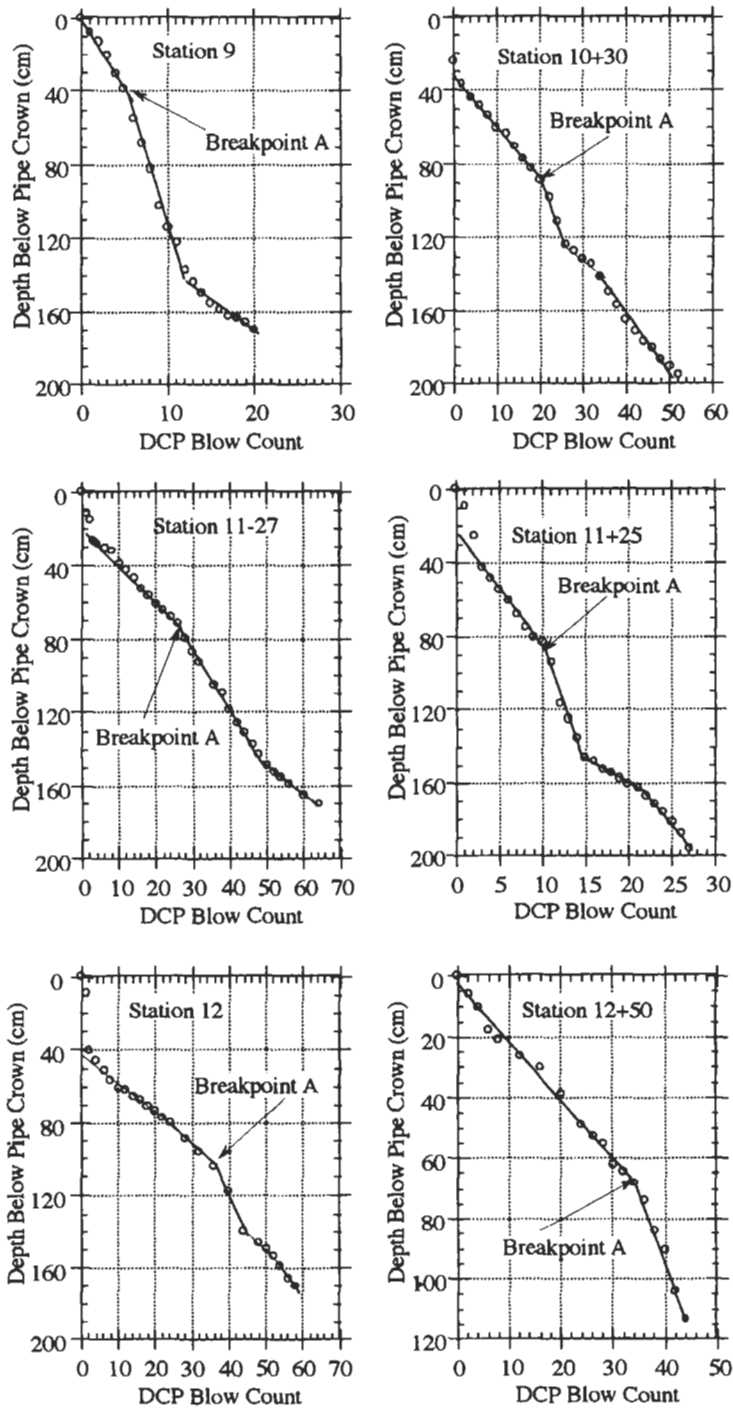 Station 9
Breakpoint A
Depth Below Pipe Crown (cm)
0
40
80
120
160
200
0 10 20 30
DCP Blow Count
Station 10+30
Breakpoint A
Depth Below Pipe Crown (cm)
0
40
80
120
160
200
0 10 20 30 40 50 60
DCP Blow Count
Station 11-27
Breakpoint A
Depth Below Pipe Crown (cm)
0
40
80
120
160
200
0 10 20 30 40 50 60 70
DCP Blow Count
Station 11+25
Breakpoint A
Depth Below Pipe Crown (cm)
0
40
80
120
160
200
0 5 10 15 20 25 30
DCP Blow Count
Station 12
Breakpoint A
Depth Below Pipe Crown (cm)
0
40
80
120
160
200
0 10 20 30 40 50 60 70
DCP Blow Count
Station 12+50
Breakpoint A
Depth Below Pipe Crown (cm)
0
20
40
60
80
100
120
0 10 20 30 40 50
DCP Blow Count